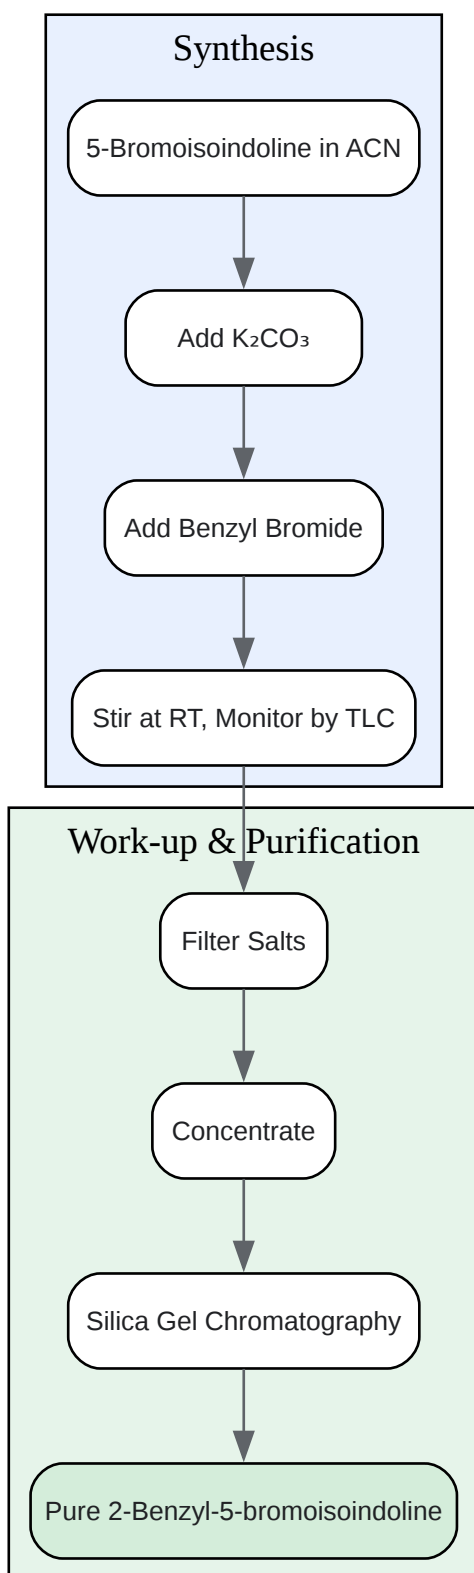 Synthesis
5-Bromoisoindoline in ACN
Add K₂CO₃
Add Benzyl Bromide
Stir at RT, Monitor by TLC
Work-up & Purification
Filter Salts
Concentrate
Silica Gel Chromatography
Pure 2-Benzyl-5-bromoisoindoline